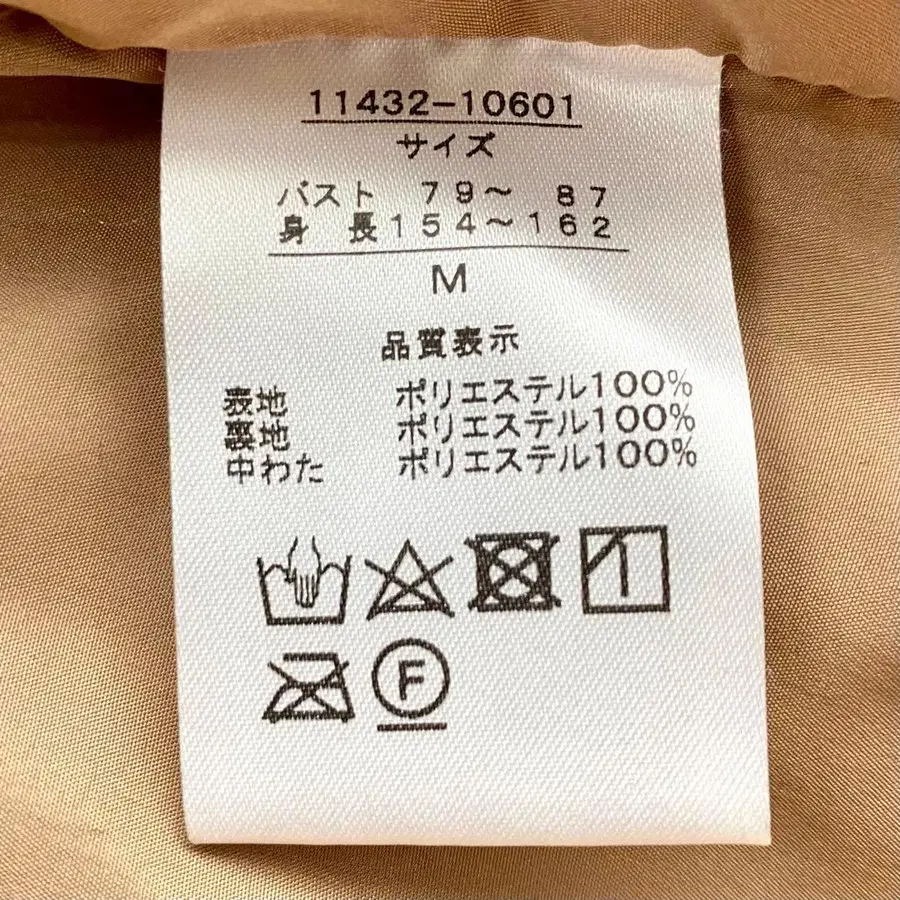 11432-10601
サイズ
バスト 79～ 87
身 長154～162
M
品質表示
表地 ポリエステル100%
裏地 ポリエステル100%
中わた ポリエステル100%
F